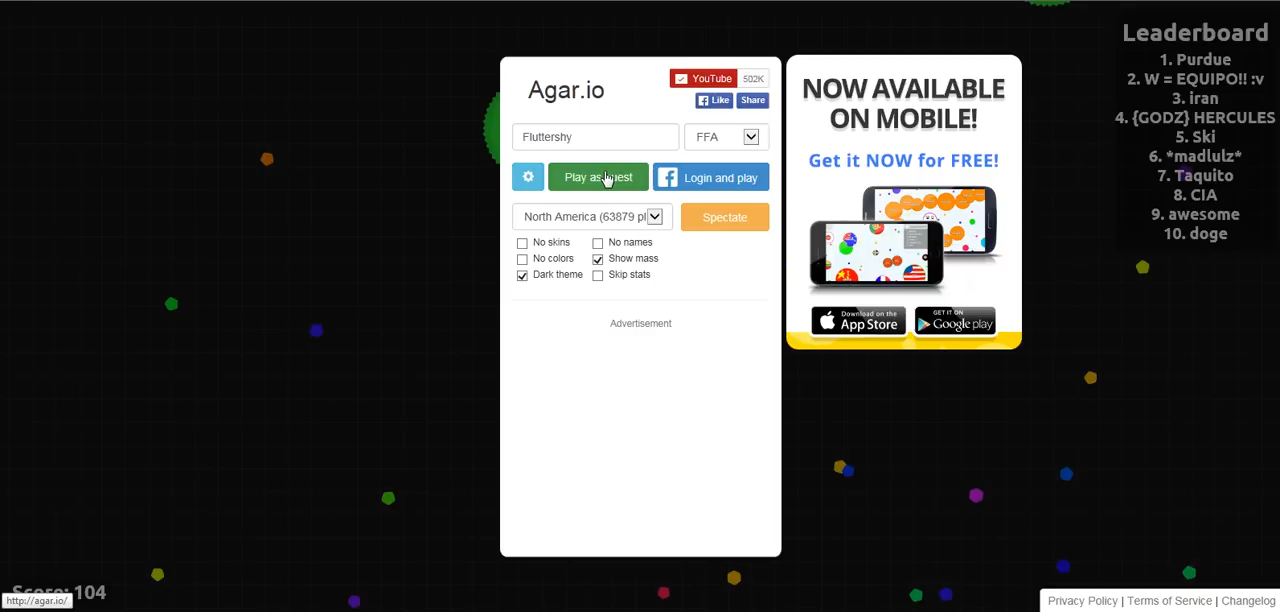 Agar.io
YouTube 502K
Like Share
Fluttershy
FFA
Login and play
North America (63879 pl
Spectate
No skins
No names
No colors
Show mass
Dark theme
Skip stats
Advertisement
NOW AVAILABLE
ON MOBILE!
Get it NOW for FREE!
Download on the
App Store
GET IT ON
Google play
Leaderboard
1. Purdue
2. W = EQUIPO!! :v
3. iran
4. {GODZ} HERCULES
5. Ski
6. *madlulz*
7. Taquito
8. CIA
9. awesome
10. doge
Score: 104
http://agar.io/
Privacy Policy | Terms of Service | Changelog